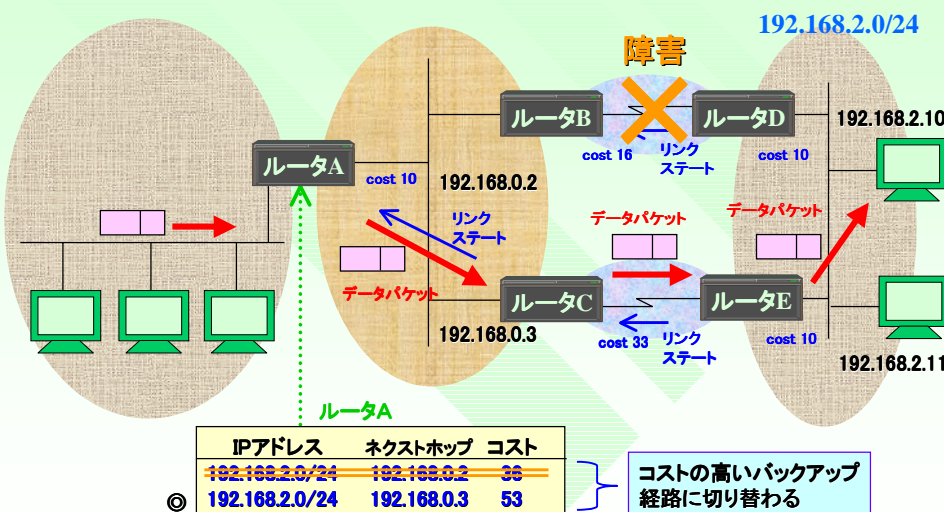 192.168.2.0/24
障害
ルータB
ルータD
192.168.2.10
cost 16
リンク
ステート
cost 10
ルータA
cost 10
192.168.0.2
リンク
ステート
データパケット
データパケット
データパケット
ルータC
ルータE
192.168.0.3
cost 33
リンク
ステート
cost 10
192.168.2.11
ルータA
IPアドレス ネクストホップ コスト
192.168.2.0/24 192.168.0.2 36
◎ 192.168.2.0/24 192.168.0.3 53
コストの高いバックアップ
経路に切り替わる